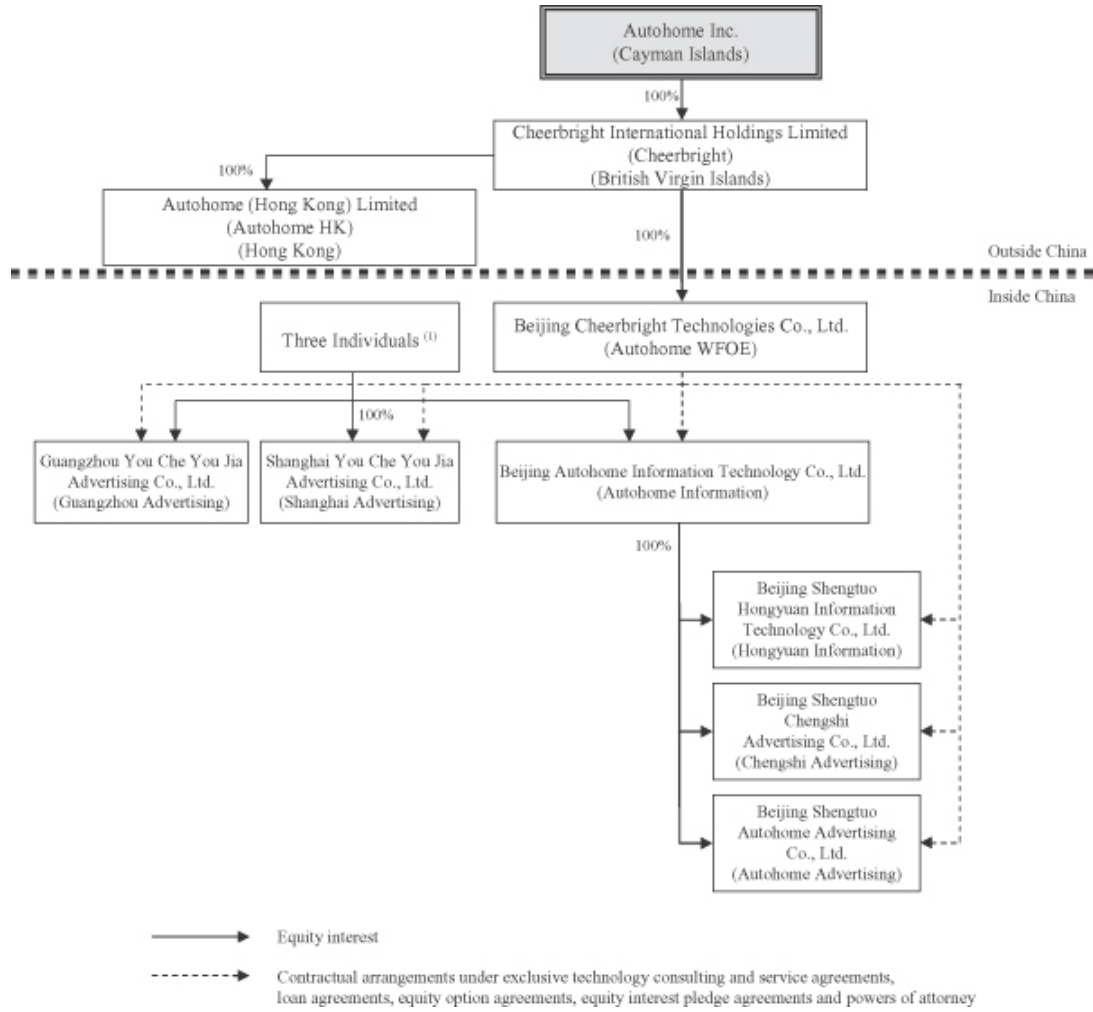 Autohome Inc.
(Cayman Islands)
100%
Cheerbright International Holdings Limited
(Cheerbright)
(British Virgin Islands)
100%
Autohome (Hong Kong) Limited
(Autohome HK)
(Hong Kong)
100%
Outside China
Inside China
Three Individuals (1)
Beijing Cheerbright Technologies Co., Ltd.
(Autohome WFOE)
100%
Guangzhou You Che You Jia
Advertising Co., Ltd.
(Guangzhou Advertising)
Shanghai You Che You Jia
Advertising Co., Ltd.
(Shanghai Advertising)
Beijing Autohome Information Technology Co., Ltd.
(Autohome Information)
100%
Beijing Shengtuo
Hongyuan Information
Technology Co., Ltd.
(Hongyuan Information)
Beijing Shengtuo
Chengshi
Advertising Co., Ltd.
(Chengshi Advertising)
Beijing Shengtuo
Autohome Advertising
Co., Ltd.
(Autohome Advertising)
Equity interest
Contractual arrangements under exclusive technology consulting and service agreements,
loan agreements, equity option agreements, equity interest pledge agreements and powers of attorney